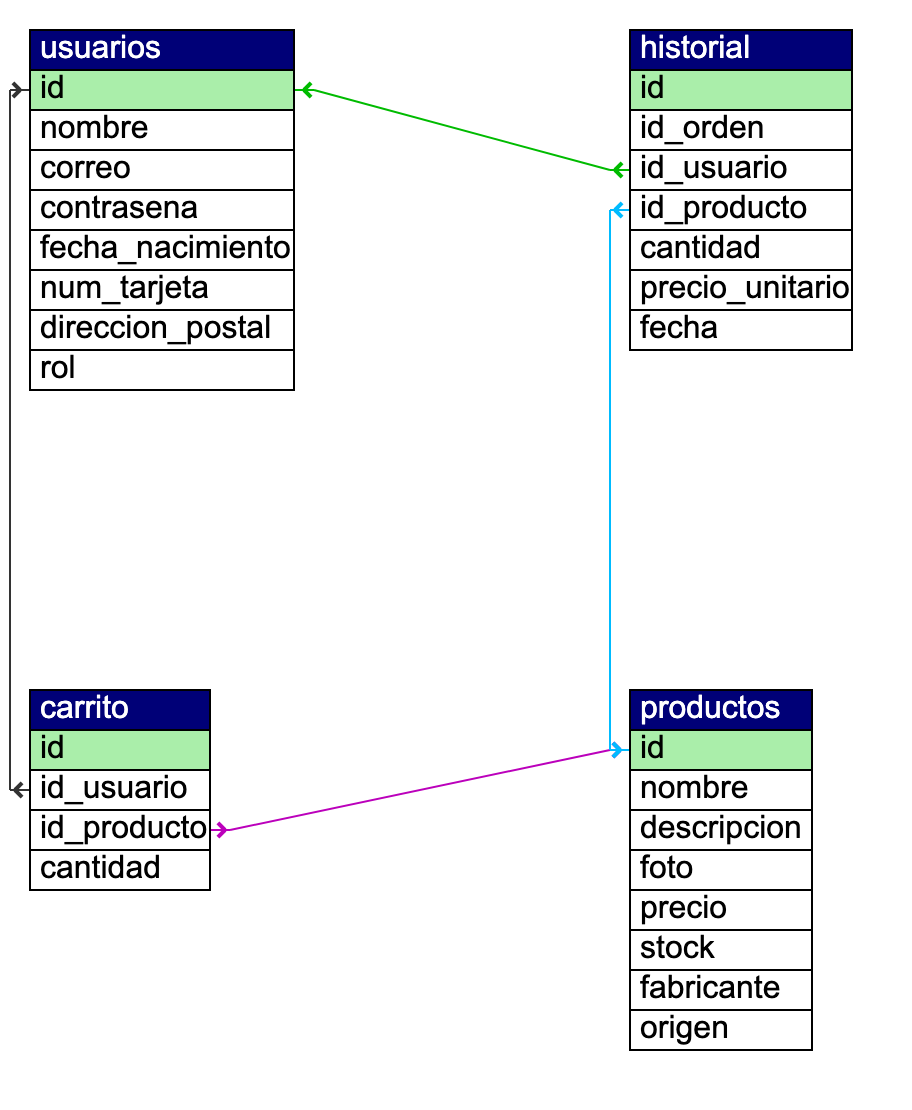 usuarios
id
nombre
correo
contrasena
fecha_nacimiento
num_tarjeta
direccion_postal
rol
historial
id
id_orden
id_usuario
id_producto
cantidad
precio_unitario
fecha
carrito
id
id_usuario
id_producto
cantidad
productos
id
nombre
descripcion
foto
precio
stock
fabricante
origen